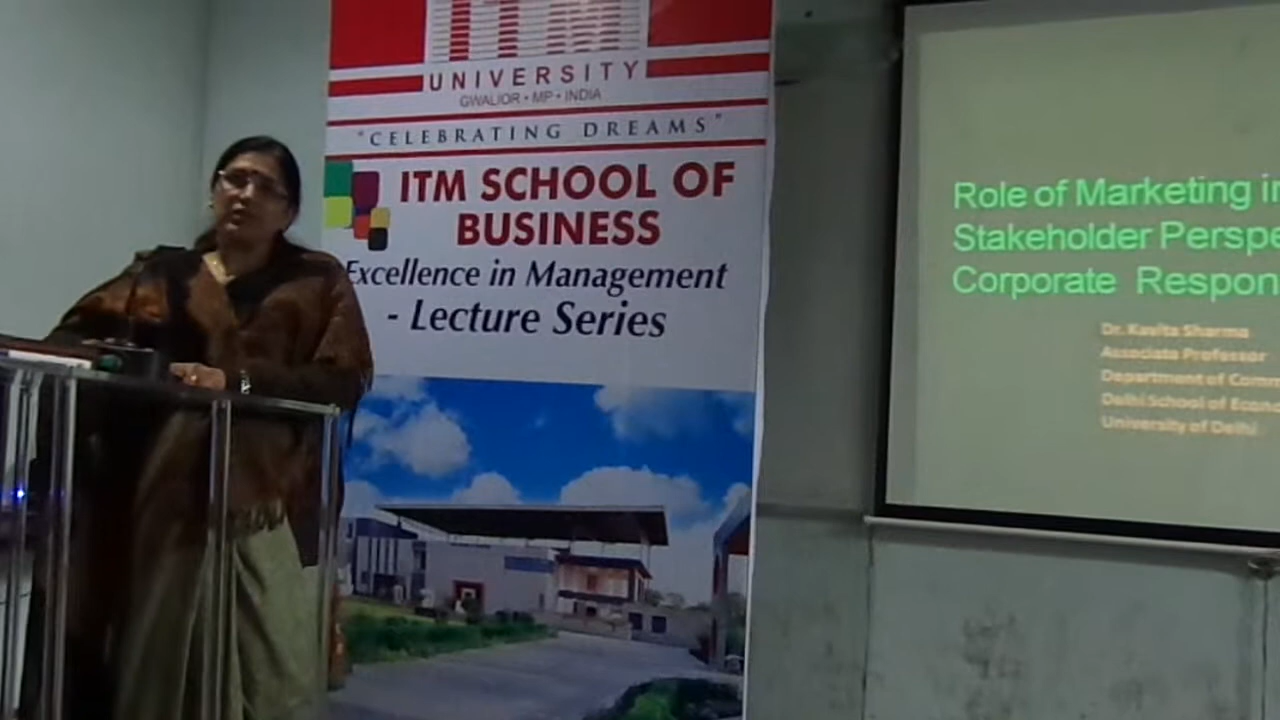 UNIVERSITY
GWALIOR • MP • INDIA
"CELEBRATING DREAMS"
ITM SCHOOL OF
BUSINESS
Excellence in Management
- Lecture Series
Role of Marketing in
Stakeholder Perspe
Corporate Respon
Dr. Kavita Sharma
Associate Professor
Department of Comm
Delhi School of Econo
University of Delhi